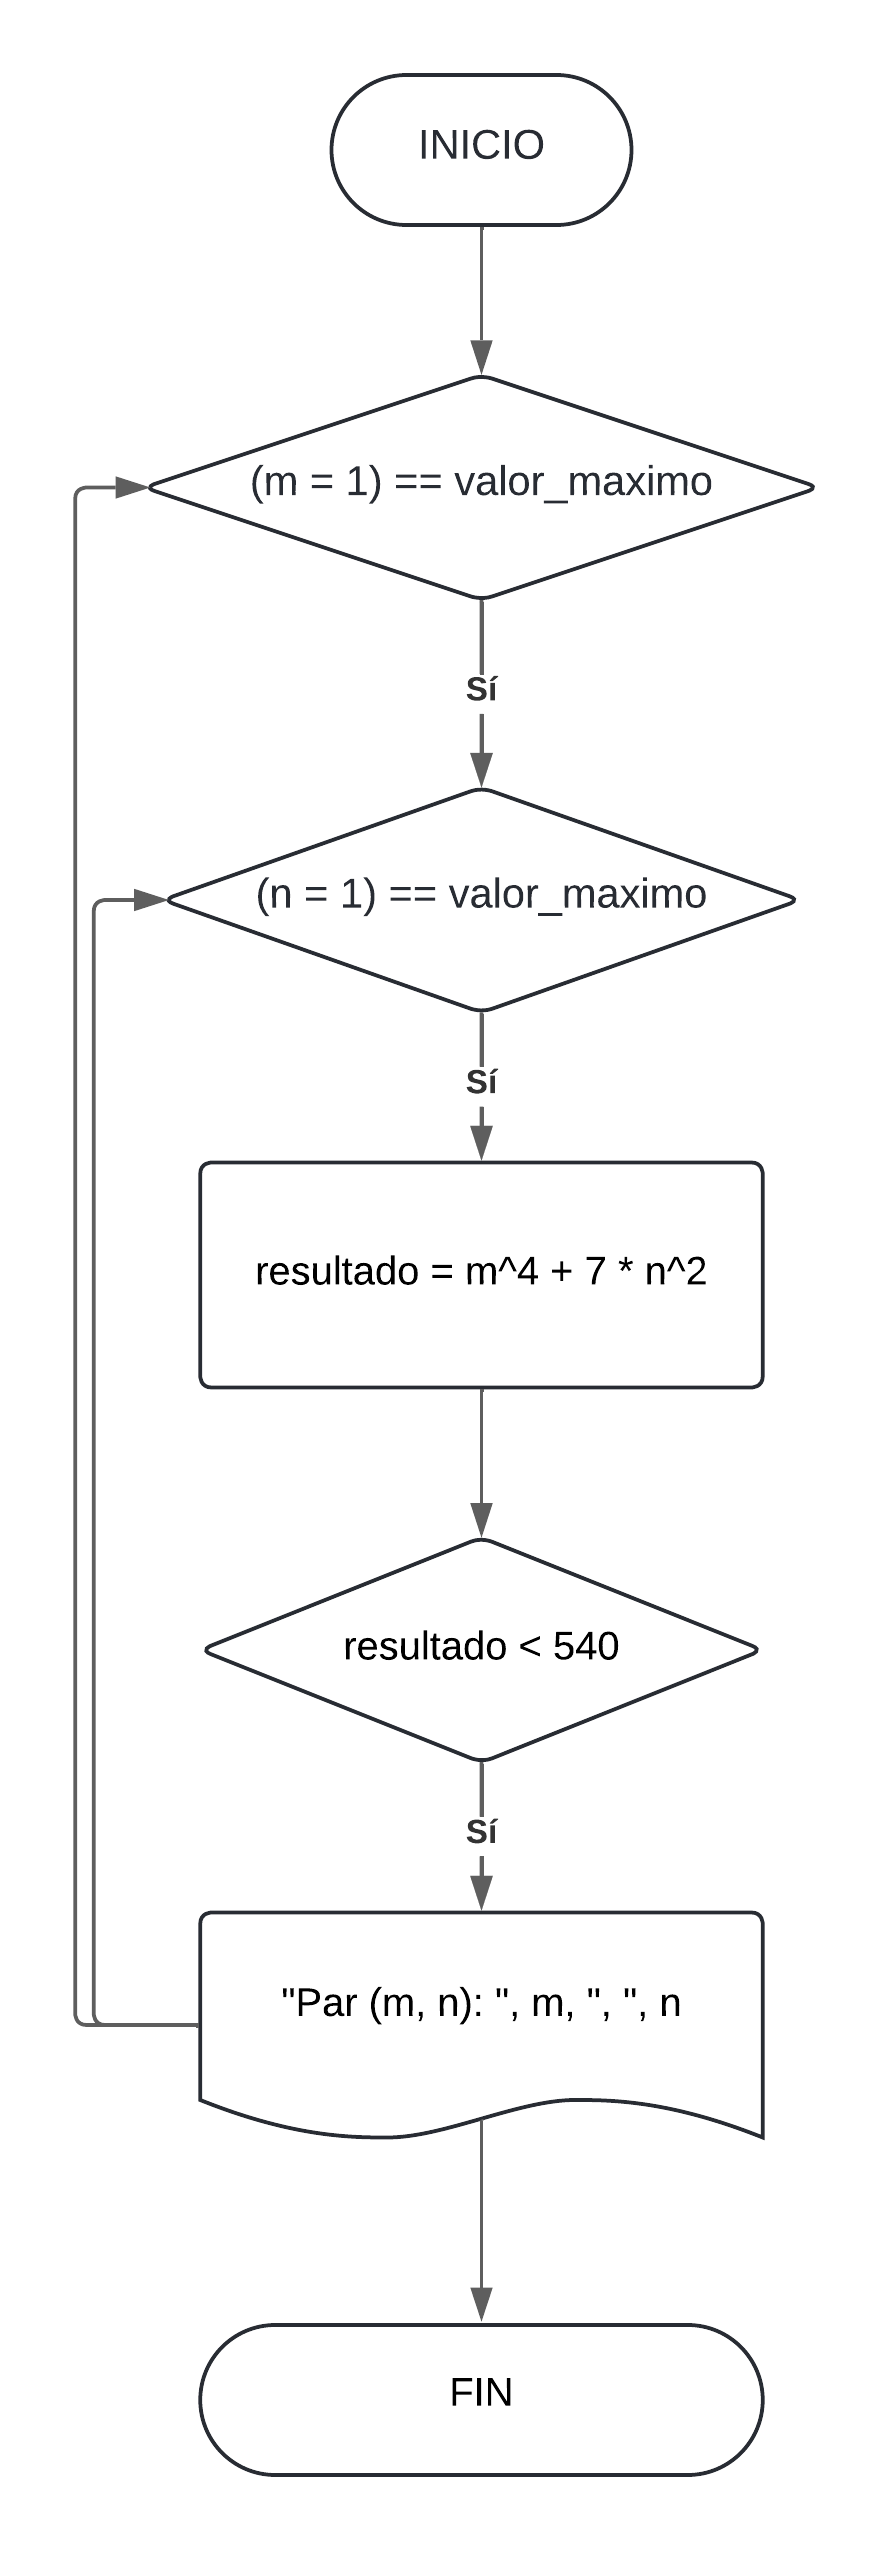 INICIO
(m = 1) == valor_maximo
Sí
(n = 1) == valor_maximo
Sí
resultado = m^4 + 7 * n^2
resultado < 540
Sí
"Par (m, n): ", m, ", ", n
FIN